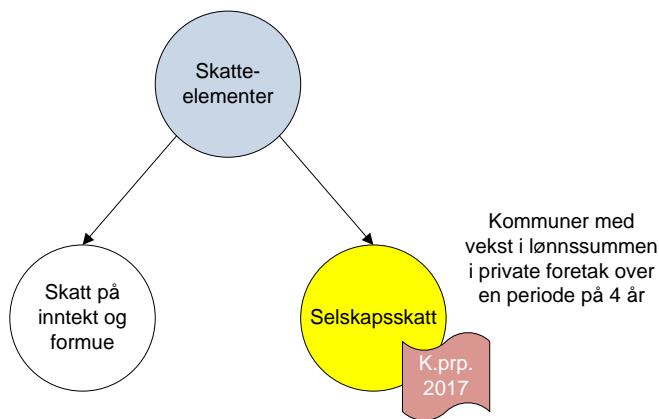 Skatte-
elementer
Skatt på
inntekt og
formue
Selskapsskatt
K.prp.
2017
Kommuner med
vekst i lønnssummen
i private foretak over
en periode på 4 år